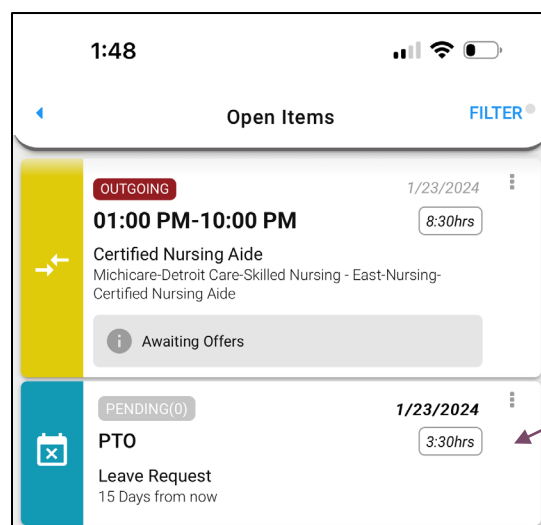 1:48
Open Items
FILTER
OUTGOING
1/23/2024
01:00 PM-10:00 PM
8:30hrs
Certified Nursing Aide
Michicare-Detroit Care-Skilled Nursing - East-Nursing-
Certified Nursing Aide
Awaiting Offers
PENDING(0)
1/23/2024
PTO
3:30hrs
Leave Request
15 Days from now